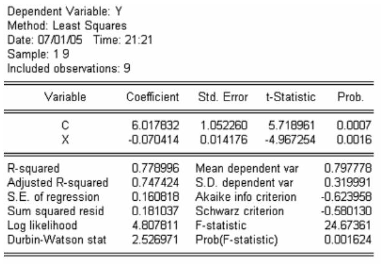 Dependent Variable: Y
Method: Least Squares
Date: 07/01/05 Time: 21:21
Sample: 1 9
Included observations: 9
Variable Coefficient Std. Error t-Statistic Prob.
C 6.017832 1.052260 5.718961 0.0007
X -0.070414 0.014176 -4.967254 0.0016
R-squared 0.778996 Mean dependent var 0.797778
Adjusted R-squared 0.747424 S.D. dependent var 0.319991
S.E. of regression 0.160818 Akaike info criterion -0.623958
Sum squared resid 0.181037 Schwarz criterion -0.580130
Log likelihood 4.807811 F-statistic 24.67361
Durbin-Watson stat 2.526971 Prob(F-statistic) 0.001624